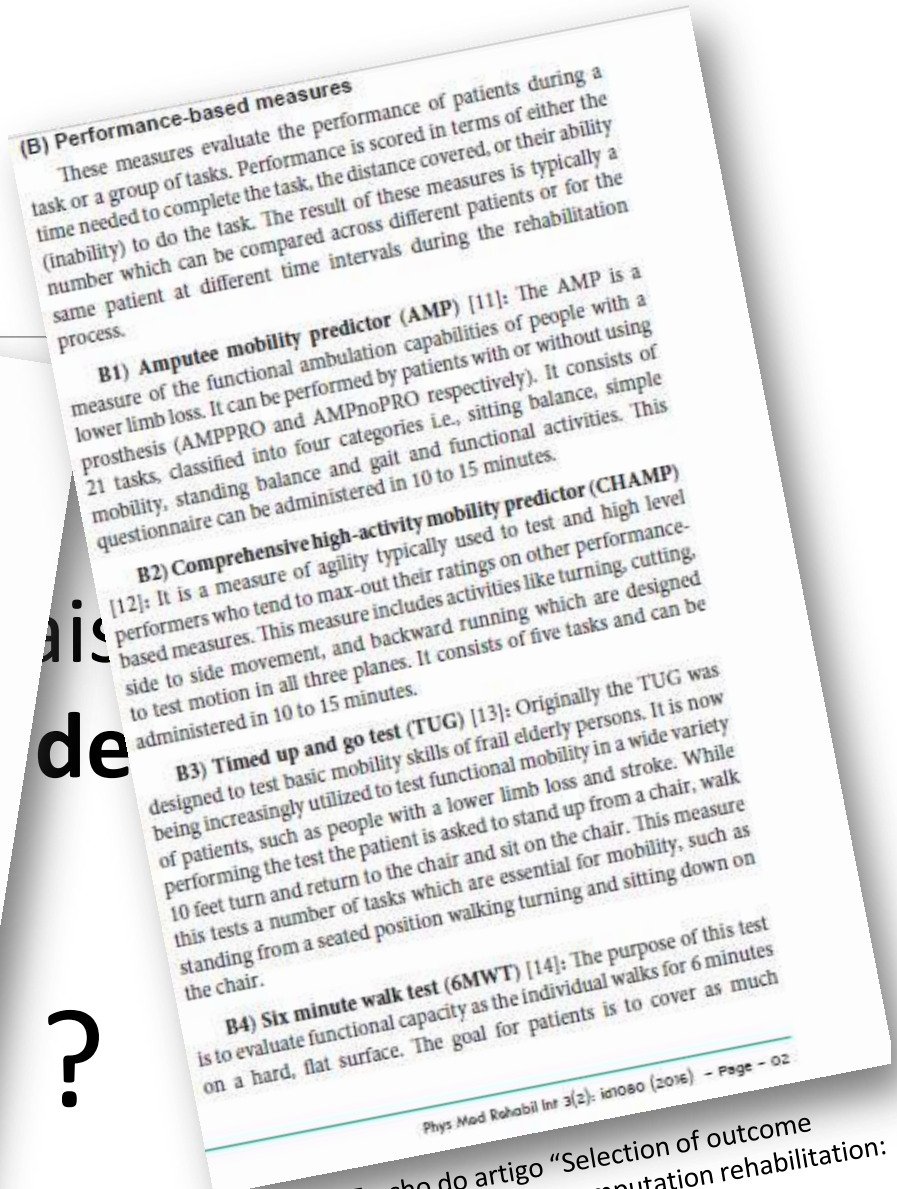 (B) Performance-based measures
These measures evaluate the performance of patients during a
task or a group of tasks. Performance is scored in terms of either the
time needed to complete the task, the distance covered, or their ability
(inability) to do the task. The result of these measures is typically a
number which can be compared across different patients or for the
same patient at different time intervals during the rehabilitation
process.
B1) Amputee mobility predictor (AMP) [11]: The AMP is a
measure of the functional ambulation capabilities of people with a
lower limb loss. It can be performed by patients with or without using
prosthesis (AMPPRO and AMPnoPRO respectively). It consists of
21 tasks, classified into four categories i.e., sitting balance, simple
mobility, standing balance and gait and functional activities. This
questionnaire can be administered in 10 to 15 minutes.
B2) Comprehensive high-activity mobility predictor (CHAMP)
[12]: It is a measure of agility typically used to test and high level
performers who tend to max-out their ratings on other performance-
based measures. This measure includes activities like turning, cutting,
side to side movement, and backward running which are designed
to test motion in all three planes. It consists of five tasks and can be
administered in 10 to 15 minutes.
B3) Timed up and go test (TUG) [13]: Originally the TUG was
designed to test basic mobility skills of frail elderly persons. It is now
being increasingly utilized to test functional mobility in a wide variety
of patients, such as people with a lower limb loss and stroke. While
performing the test the patient is asked to stand up from a chair, walk
10 feet turn and return to the chair and sit on the chair. This measure
this tests a number of tasks which are essential for mobility, such as
standing from a seated position walking turning and sitting down on
the chair.
B4) Six minute walk test (6MWT) [14]: The purpose of this test
is to evaluate functional capacity as the individual walks for 6 minutes
on a hard, flat surface. The goal for patients is to cover as much
Phys Med Rehabil Int 3(2): id1080 (2016) - Page - 02
ais
de
?
do artigo “Selection of outcome
rehabilitation: